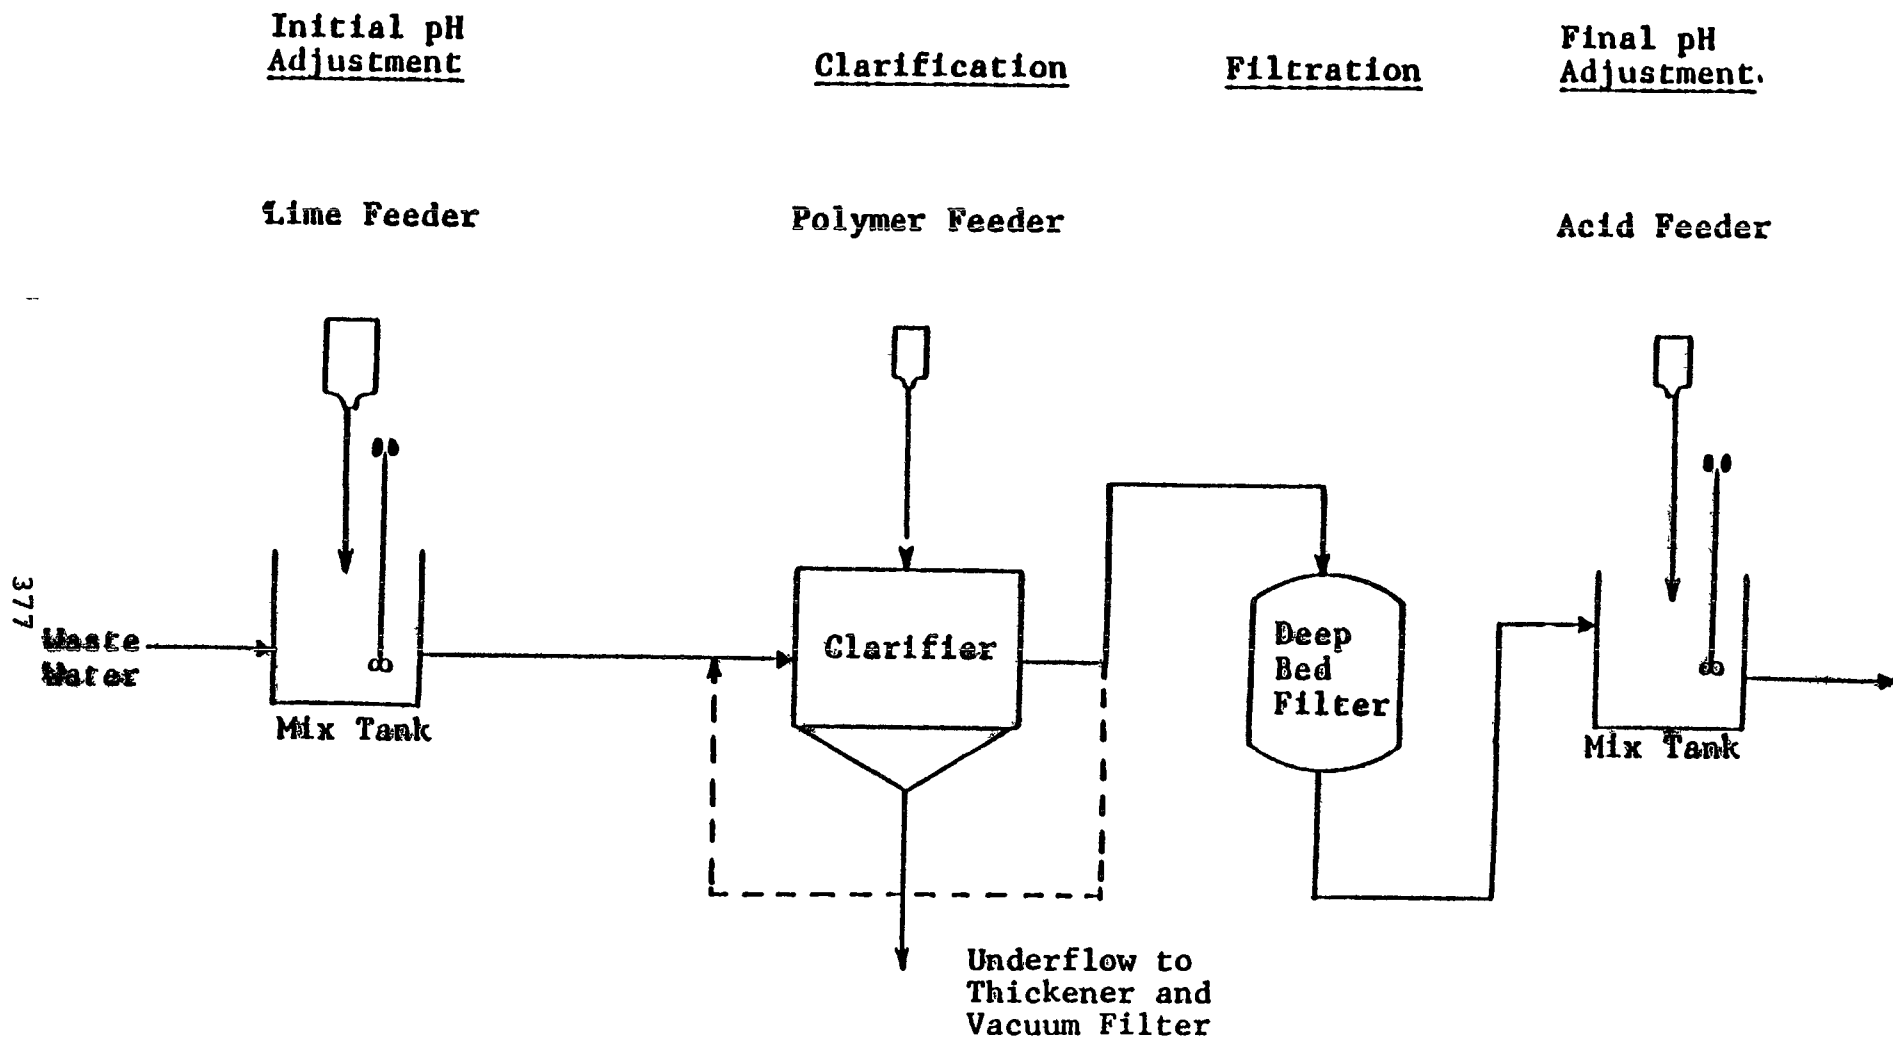 Initial pH
Adjustment
Clarification
Filtration
Final pH
Adjustment.
Lime Feeder
Polymer Feeder
Acid Feeder
377
Waste
Water
Mix Tank
Clarifier
Deep
Bed
Filter
Mix Tank
Underflow to
Thickener and
Vacuum Filter